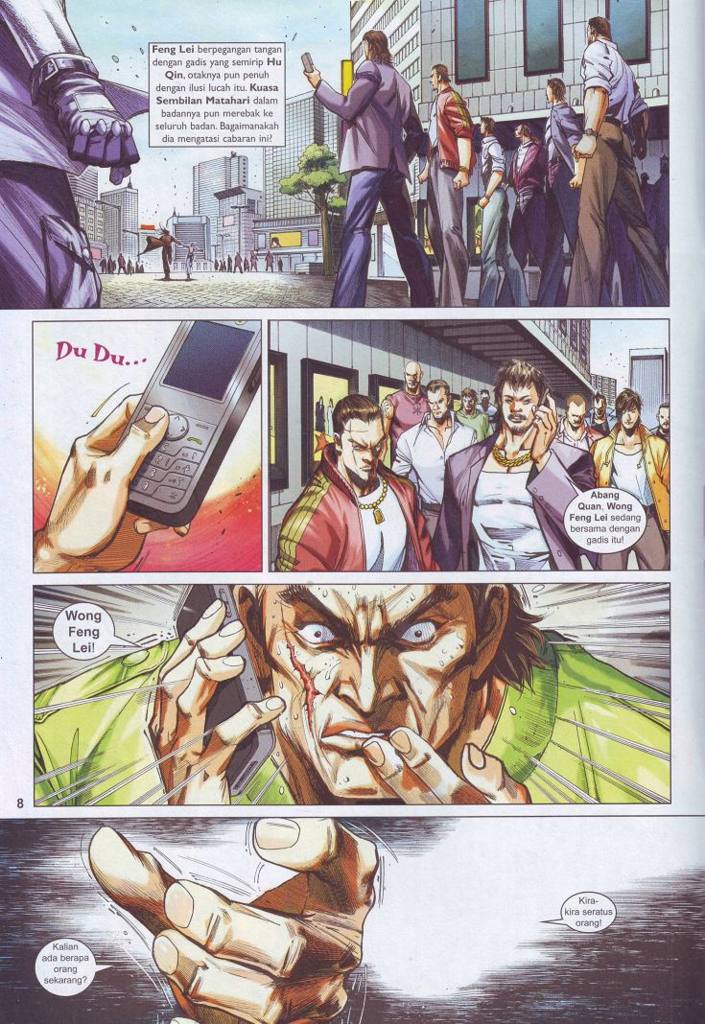 Feng Lei berpegangan tangan
dengan gadis yang semirip Hu
Qin, otaknya pun penuh
dengan ilusi lucah itu. Kuasa
Sembilan Matahari dalam
badannya pun merebak ke
seluruh badan. Bagaimanakah
dia mengatasi cabaran ini?
Du Du...
Abang
Quan, Wong
Feng Lei sedang
bersama dengan
gadis itu!
Wong
Feng
Lei!
8
Kira-
kira seratus
orang!
Kalian
ada berapa
orang
sekarang?